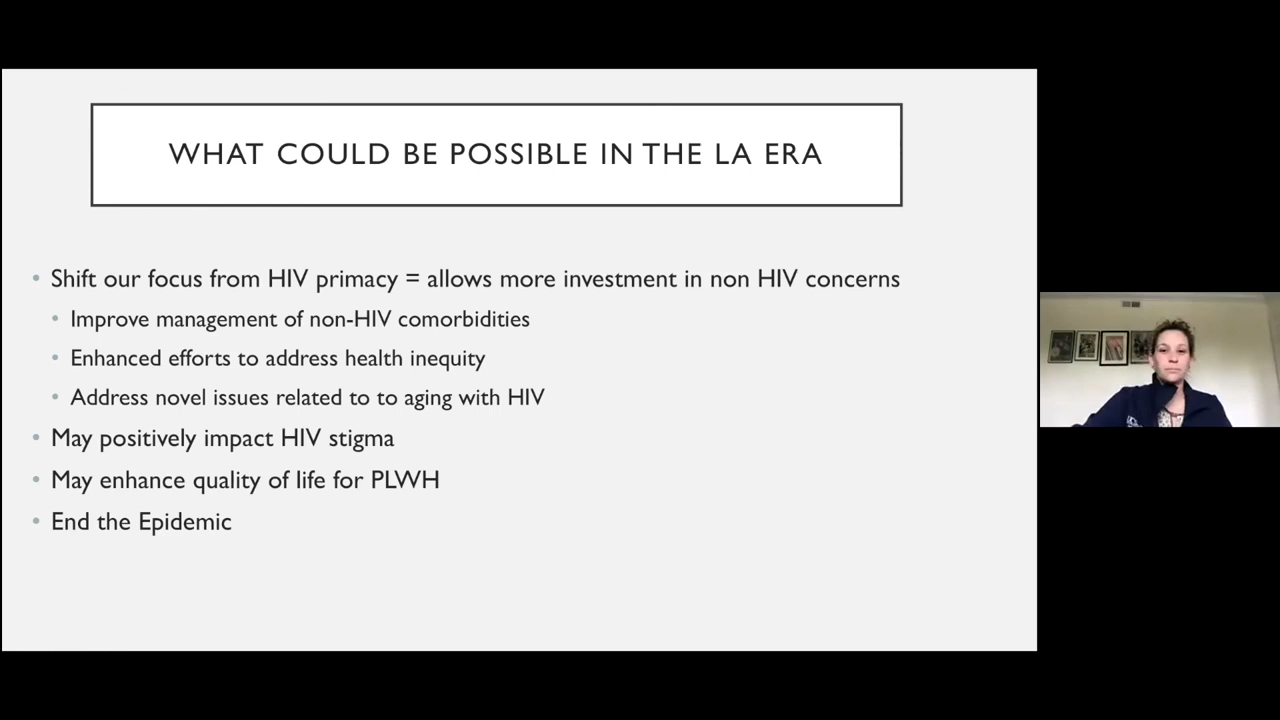 WHAT COULD BE POSSIBLE IN THE LA ERA
• Shift our focus from HIV primacy = allows more investment in non HIV concerns
• Improve management of non-HIV comorbidities
• Enhanced efforts to address health inequity
• Address novel issues related to to aging with HIV
• May positively impact HIV stigma
• May enhance quality of life for PLWH
• End the Epidemic